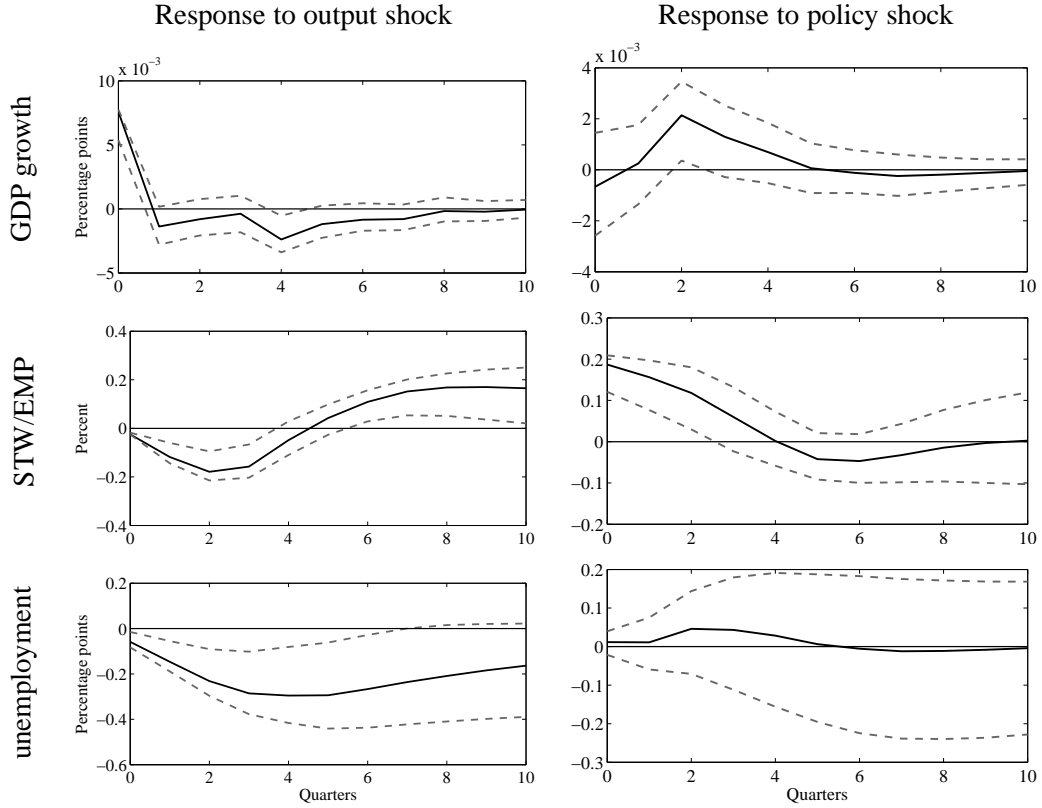 Response to output shock
Response to policy shock
GDP growth
Percentage points
x 10⁻³
10
5
0
−5
0 2 4 6 8 10
x 10⁻³
4
2
0
−2
−4
0 2 4 6 8 10
STW/EMP
Percent
0.4
0.2
0
−0.2
−0.4
0 2 4 6 8 10
0.3
0.2
0.1
0
−0.1
−0.2
0 2 4 6 8 10
unemployment
Percentage points
0.2
0
−0.2
−0.4
−0.6
0 2 4 6 8 10
Quarters
0.2
0.1
0
−0.1
−0.2
−0.3
0 2 4 6 8 10
Quarters